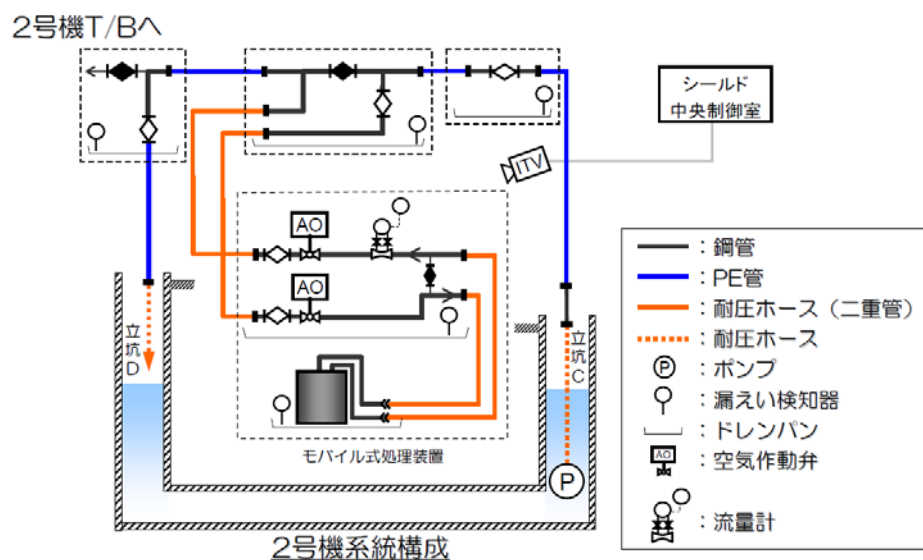 2号機T/Bへ
シールド
中央制御室
ITV
AO
AO
立坑D
立坑C
P
モバイル式処理装置
2号機系統構成
：鋼管
：PE管
：耐圧ホース（二重管）
：耐圧ホース
P：ポンプ
：漏えい検知器
：ドレンパン
AO：空気作動弁
：流量計